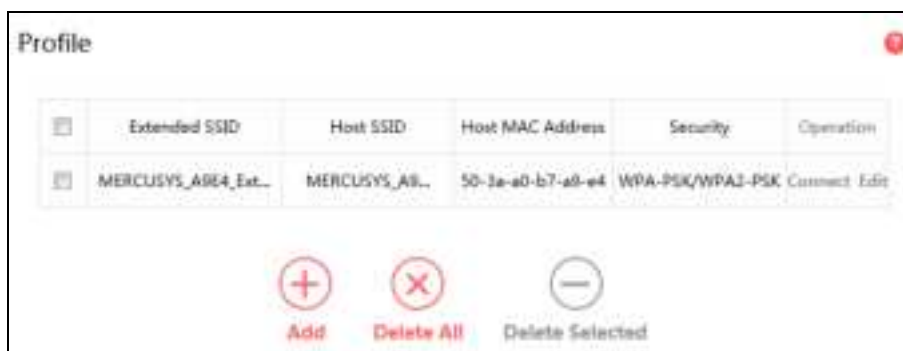 Profile
Extended SSID Host SSID Host MAC Address Security Operation
MERCUSYS_A9E4_Ext... MERCUSYS_A9... 50-3a-a0-b7-a9-e4 WPA-PSK/WPA2-PSK Connect Edit
Add Delete All Delete Selected